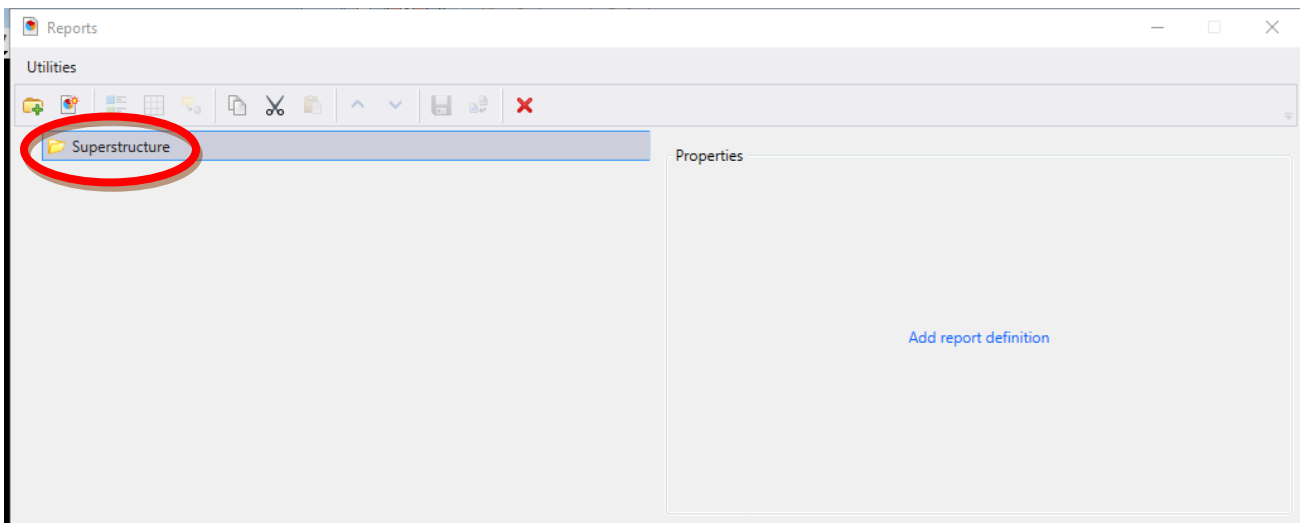 Reports
Utilities
Superstructure
Properties
Add report definition